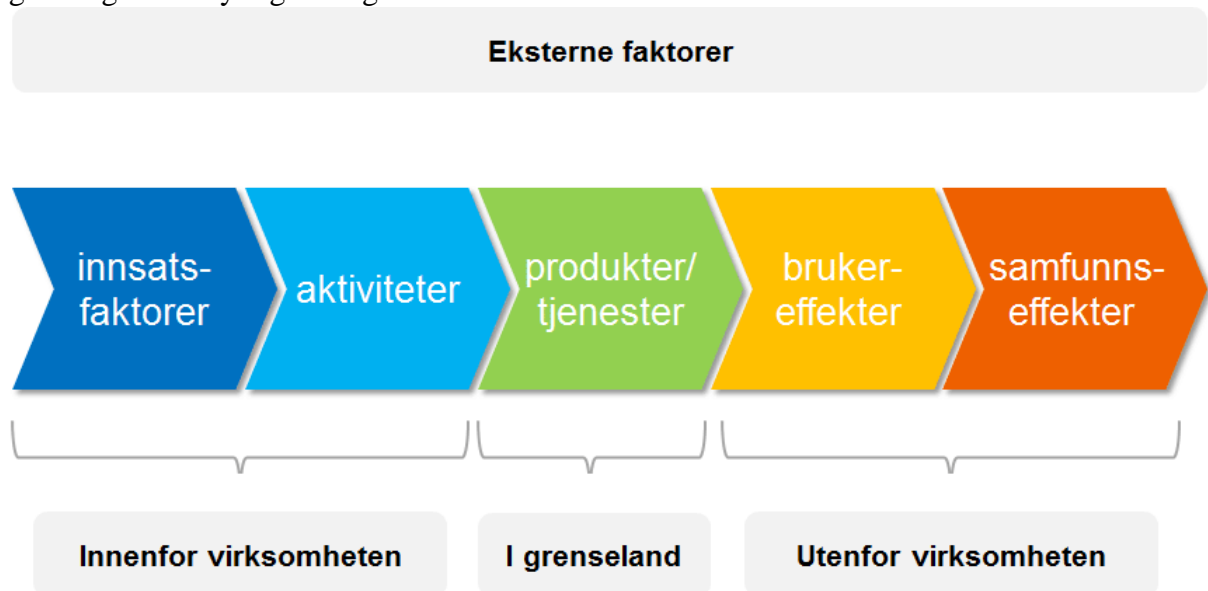 Eksterne faktorer
innsats-
faktorer
aktiviteter
produkter/
tjenester
bruker-
effekter
samfunns-
effekter
Innenfor virksomheten
I grenseland
Utenfor virksomheten